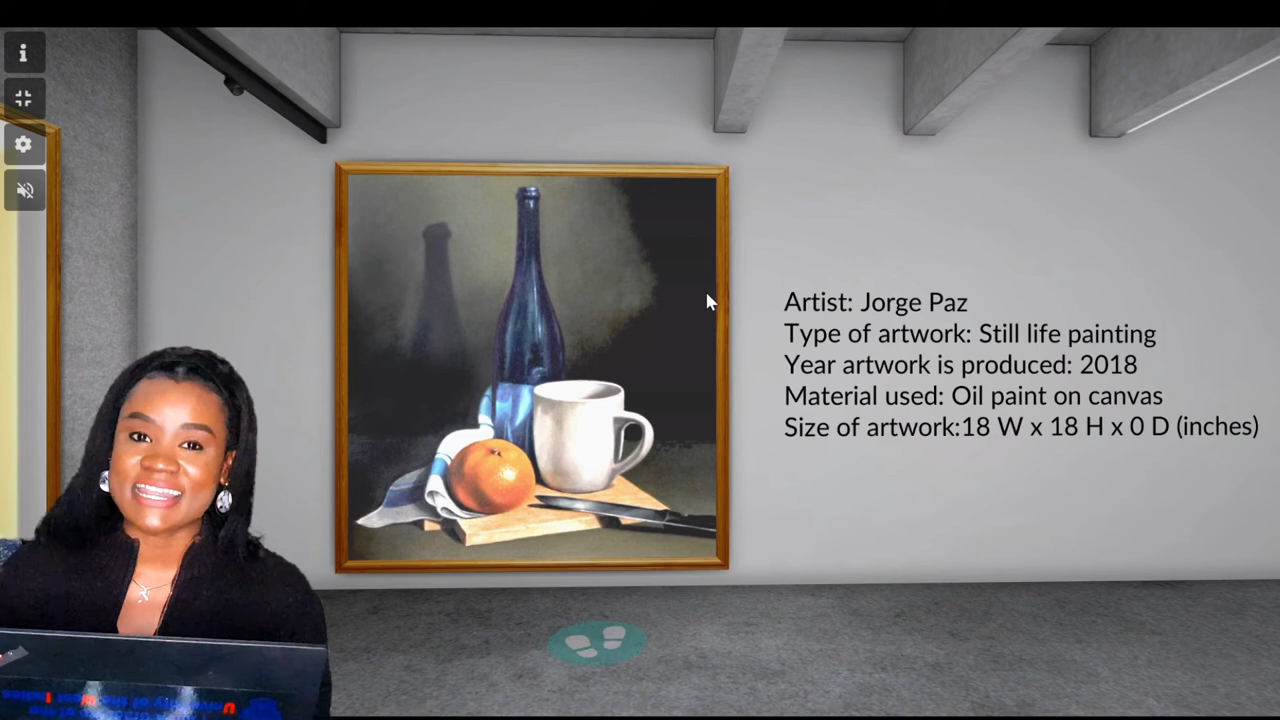 Artist: Jorge Paz
Type of artwork: Still life painting
Year artwork is produced: 2018
Material used: Oil paint on canvas
Size of artwork:18 W x 18 H x 0 D (inches)